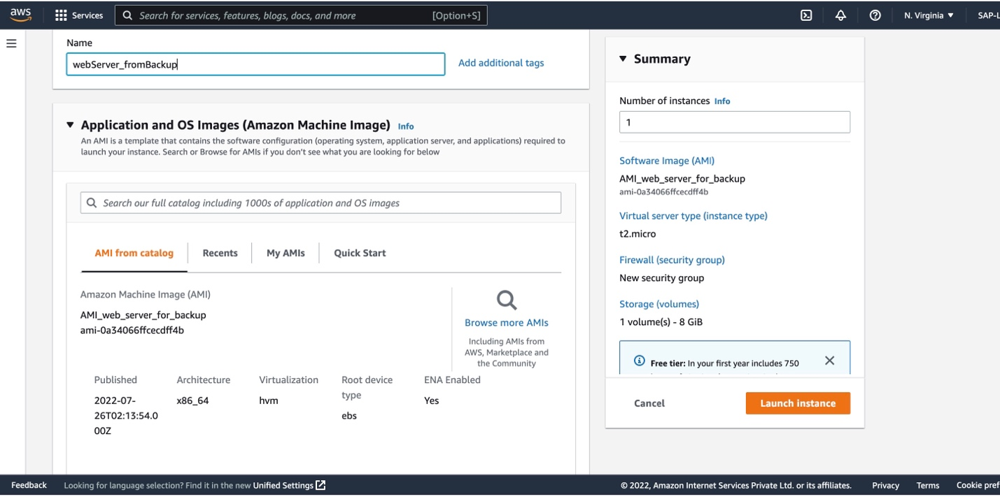 aws
Services
Search for services, features, blogs, docs, and more
[Option+S]
N. Virginia ▼
SAP-L
Name
webServer_fromBackup
Add additional tags
▼ Application and OS Images (Amazon Machine Image) Info
An AMI is a template that contains the software configuration (operating system, application server, and applications) required to
launch your instance. Search or Browse for AMIs if you don't see what you are looking for below
Search our full catalog including 1000s of application and OS images
AMI from catalog
Recents
My AMIs
Quick Start
Amazon Machine Image (AMI)
AMI_web_server_for_backup
ami-0a34066ffcecdff4b
Browse more AMIs
Including AMIs from
AWS, Marketplace and
the Community
Published
2022-07-
26T02:13:54.0
00Z
Architecture
x86_64
Virtualization
hvm
Root device
type
ebs
ENA Enabled
Yes
▼ Summary
Number of instances Info
1
Software Image (AMI)
AMI_web_server_for_backup
ami-0a34066ffcecdff4b
Virtual server type (instance type)
t2.micro
Firewall (security group)
New security group
Storage (volumes)
1 volume(s) - 8 GiB
Free tier: In your first year includes 750
Cancel
Launch instance
Feedback
Looking for language selection? Find it in the new Unified Settings
© 2022, Amazon Internet Services Private Ltd. or its affiliates.
Privacy
Terms
Cookie pref